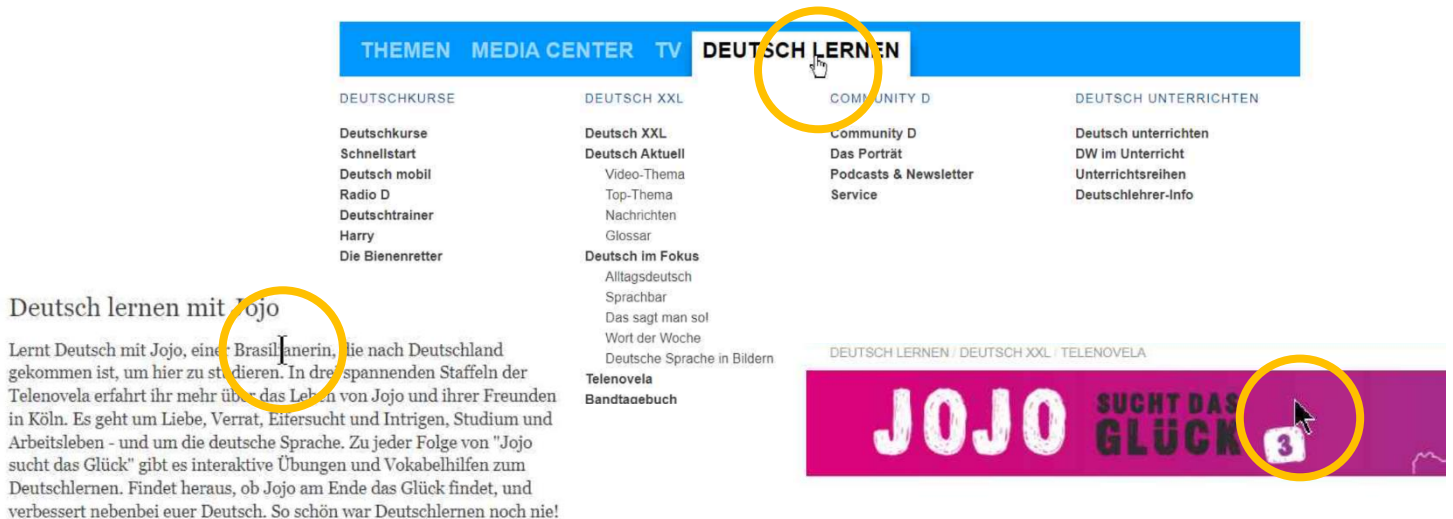 THEMEN MEDIA CENTER TV DEUTSCH LERNEN
DEUTSCHKURSE
Deutschkurse
Schnellstart
Deutsch mobil
Radio D
Deutschtrainer
Harry
Die Bienenretter
DEUTSCH XXL
Deutsch XXL
Deutsch Aktuell
Video-Thema
Top-Thema
Nachrichten
Glossar
Deutsch im Fokus
Alltagsdeutsch
Sprachbar
Das sagt man so!
Wort der Woche
Deutsche Sprache in Bildern
Telenovela
Bandtagebuch
COMMUNITY D
Community D
Das Porträt
Podcasts & Newsletter
Service
DEUTSCH UNTERRICHTEN
Deutsch unterrichten
DW im Unterricht
Unterrichtsreihen
Deutschlehrer-Info
Deutsch lernen mit Jojo
Lernt Deutsch mit Jojo, einer Brasilianerin, die nach Deutschland
gekommen ist, um hier zu studieren. In drei spannenden Staffeln der
Telenovela erfahrt ihr mehr über das Leben von Jojo und ihrer Freunden
in Köln. Es geht um Liebe, Verrat, Eifersucht und Intrigen, Studium und
Arbeitsleben - und um die deutsche Sprache. Zu jeder Folge von "Jojo
sucht das Glück" gibt es interaktive Übungen und Vokabelhilfen zum
Deutschlernen. Findet heraus, ob Jojo am Ende das Glück findet, und
verbessert nebenbei euer Deutsch. So schön war Deutschlernen noch nie!
DEUTSCH LERNEN / DEUTSCH XXL / TELENOVELA
JOJO SUCHT DAS
GLÜCK 3